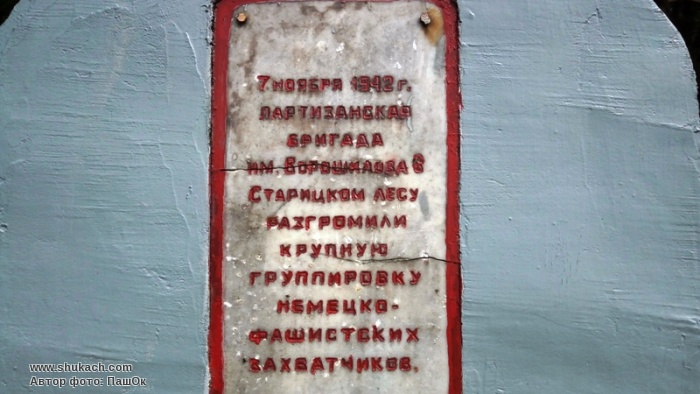 7 ноября 1942 г.
партизанская
бригада
им. Ворошилова в
Старицком лесу
разгромили
крупную
группировку
немецко-
фашистских
захватчиков.
www.shukach.com
Автор фото: ПашОк